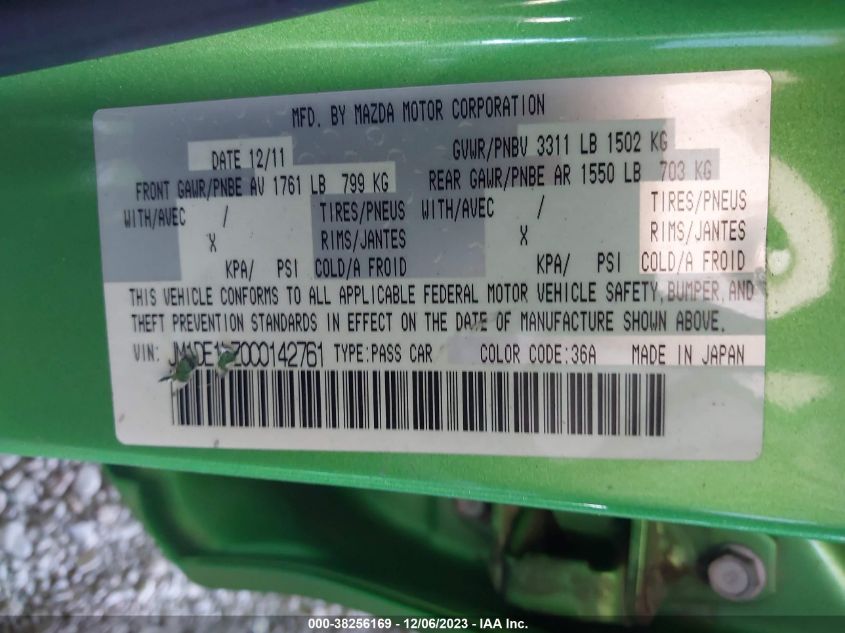 MFD. BY MAZDA MOTOR CORPORATION
DATE 12/11 GVWR/PNBV 3311 LB 1502 KG
FRONT GAWR/PNBE AV 1761 LB 799 KG REAR GAWR/PNBE AR 1550 LB 703 KG
WITH/AVEC / TIRES/PNEUS WITH/AVEC / TIRES/PNEUS
X RIMS/JANTES X RIMS/JANTES
KPA/ PSI COLD/A FROID KPA/ PSI COLD/A FROID
THIS VEHICLE CONFORMS TO ALL APPLICABLE FEDERAL MOTOR VEHICLE SAFETY, BUMPER, AND
THEFT PREVENTION STANDARDS IN EFFECT ON THE DATE OF MANUFACTURE SHOWN ABOVE.
VIN: TYPE:PASS CAR COLOR CODE:36A MADE IN JAPAN
000-38256169 - 12/06/2023 - IEA Inc.